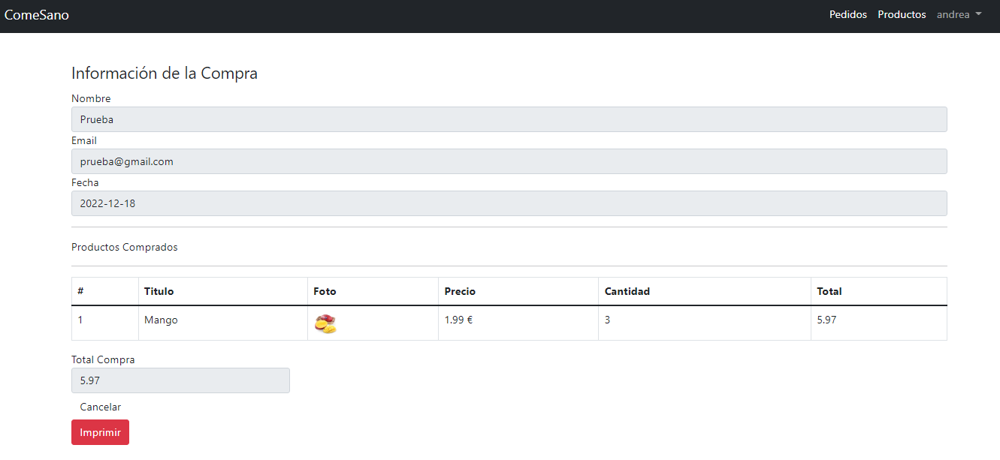 ComeSano Pedidos Productos andrea
Información de la Compra
Nombre
Prueba
Email
prueba@gmail.com
Fecha
2022-12-18
Productos Comprados
# Titulo Foto Precio Cantidad Total
1 Mango 1.99 € 3 5.97
Total Compra
5.97
Cancelar
Imprimir